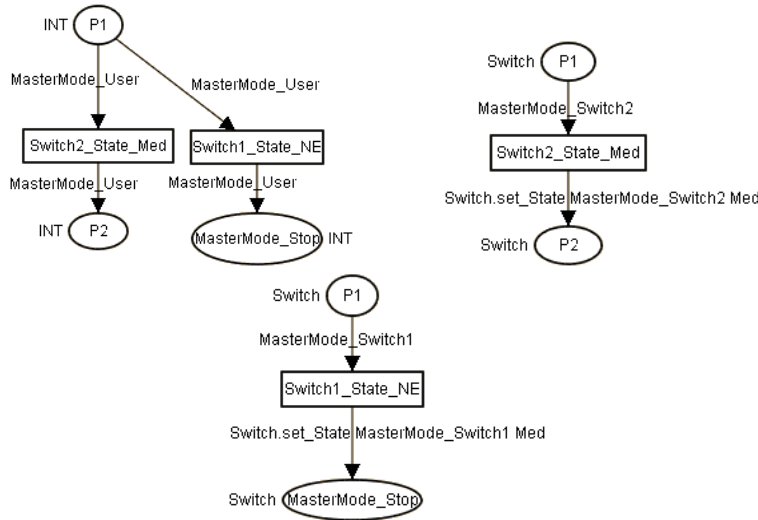 INT P1
MasterMode_User
MasterMode_User
Switch2_State_Med
Switch1_State_NE
MasterMode_User
MasterMode_User
INT P2
MasterMode_Stop INT
Switch P1
MasterMode_Switch2
Switch2_State_Med
Switch.set_State MasterMode_Switch2 Med
Switch P2
Switch P1
MasterMode_Switch1
Switch1_State_NE
Switch.set_State MasterMode_Switch1 Med
Switch MasterMode_Stop